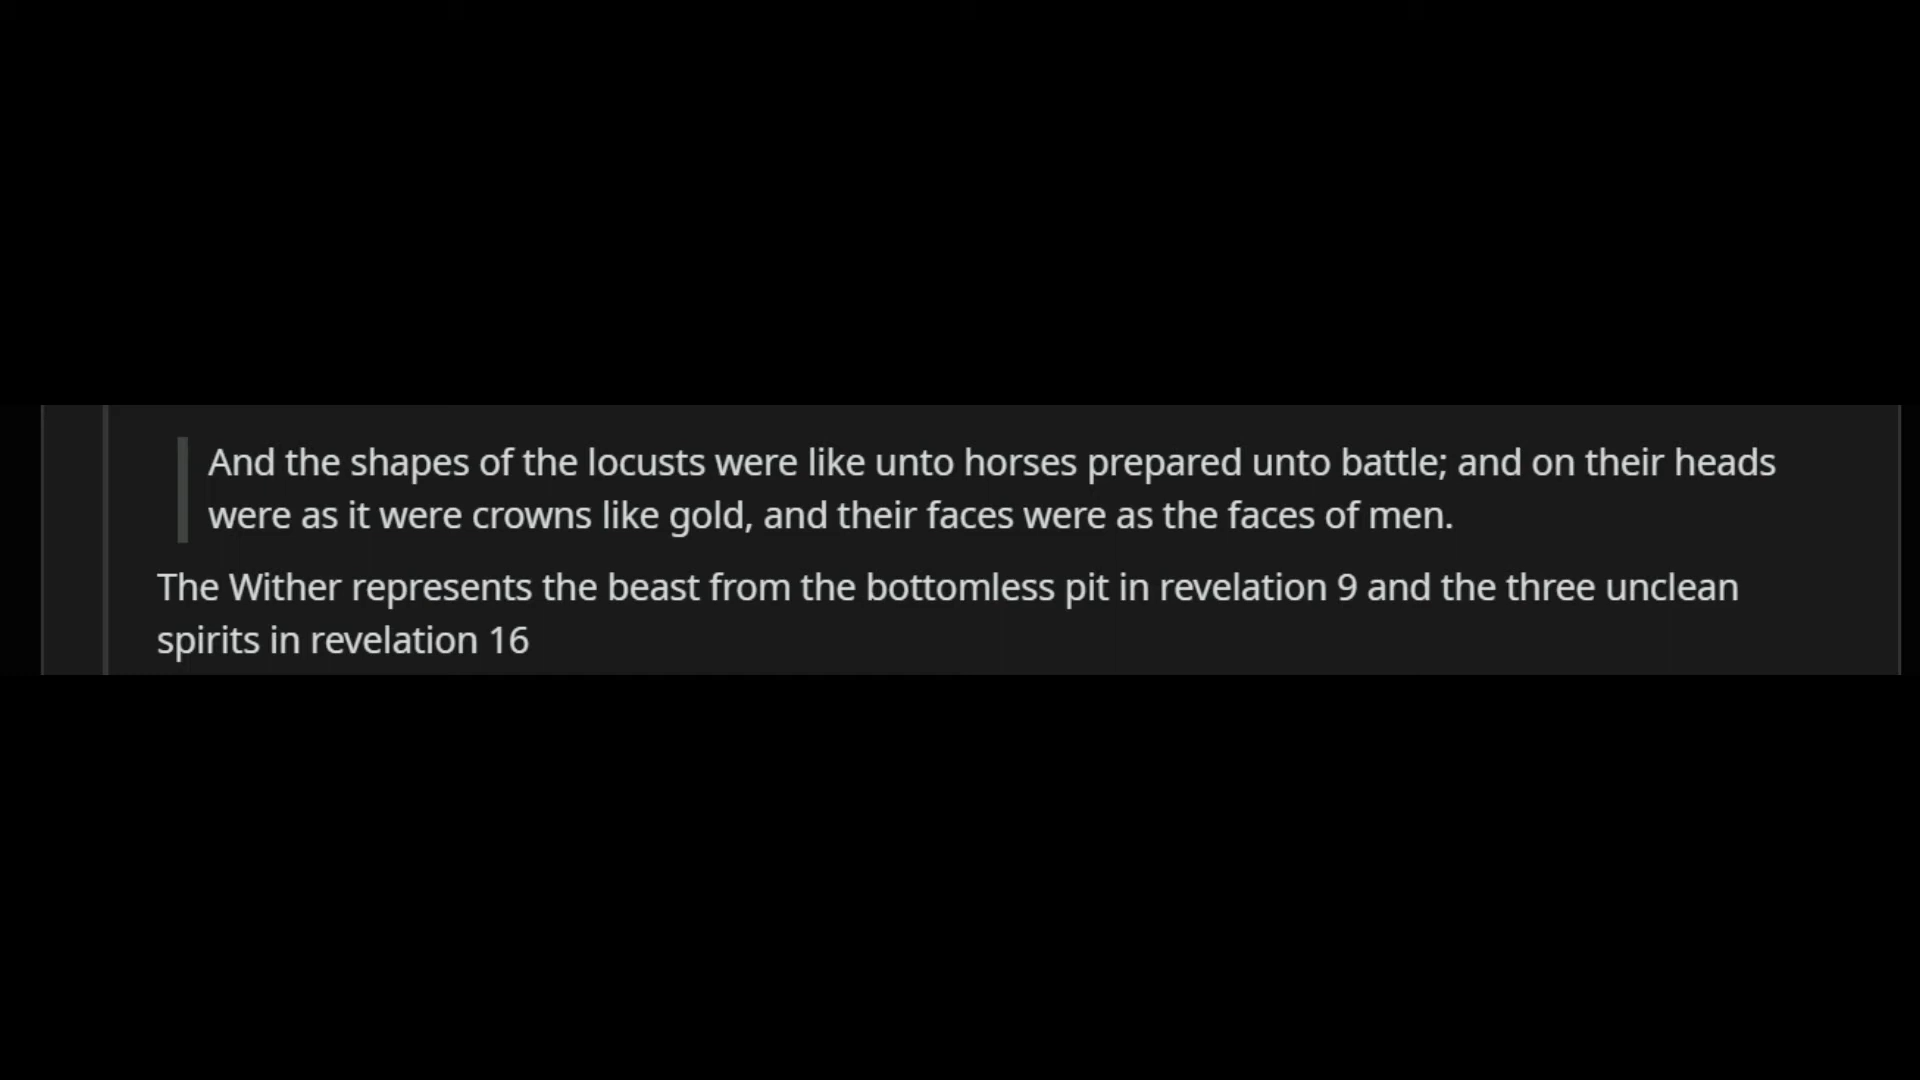 And the shapes of the locusts were like unto horses prepared unto battle; and on their heads
were as it were crowns like gold, and their faces were as the faces of men.
The Wither represents the beast from the bottomless pit in revelation 9 and the three unclean
spirits in revelation 16